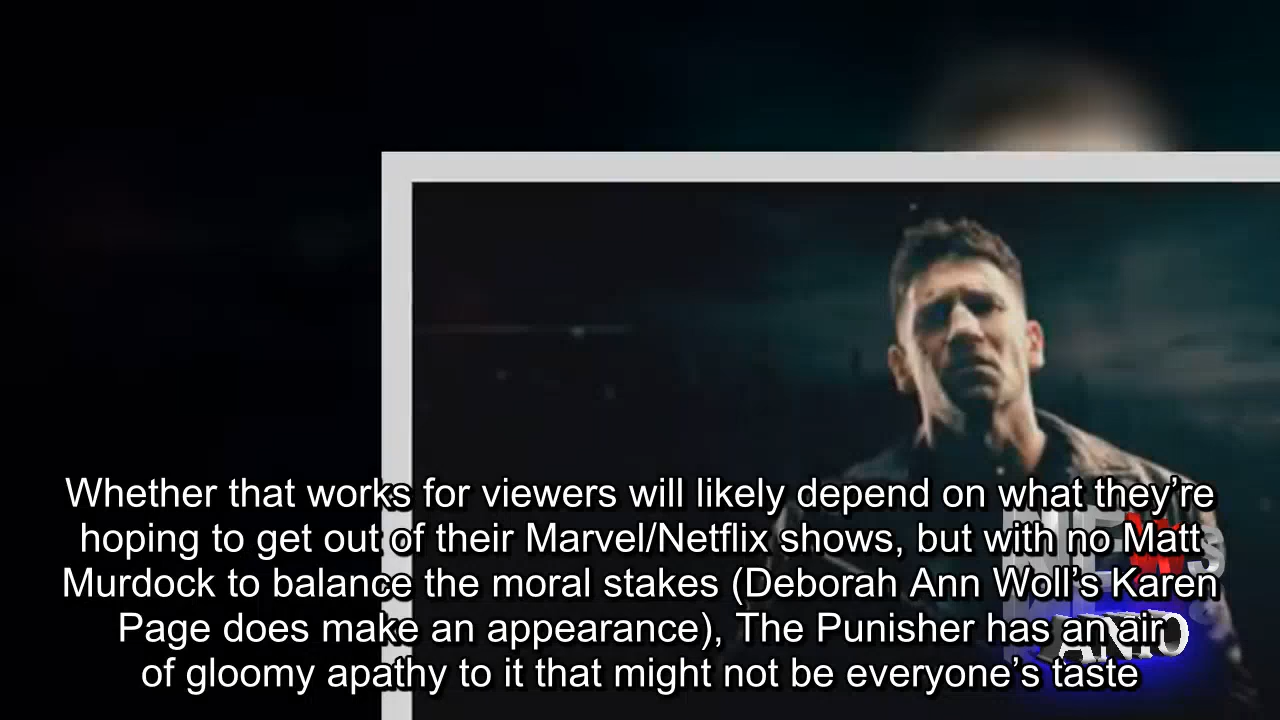 Whether that works for viewers will likely depend on what they’re
hoping to get out of their Marvel/Netflix shows, but with no Matt
Murdock to balance the moral stakes (Deborah Ann Woll’s Karen
Page does make an appearance), The Punisher has an air
of gloomy apathy to it that might not be everyone’s taste